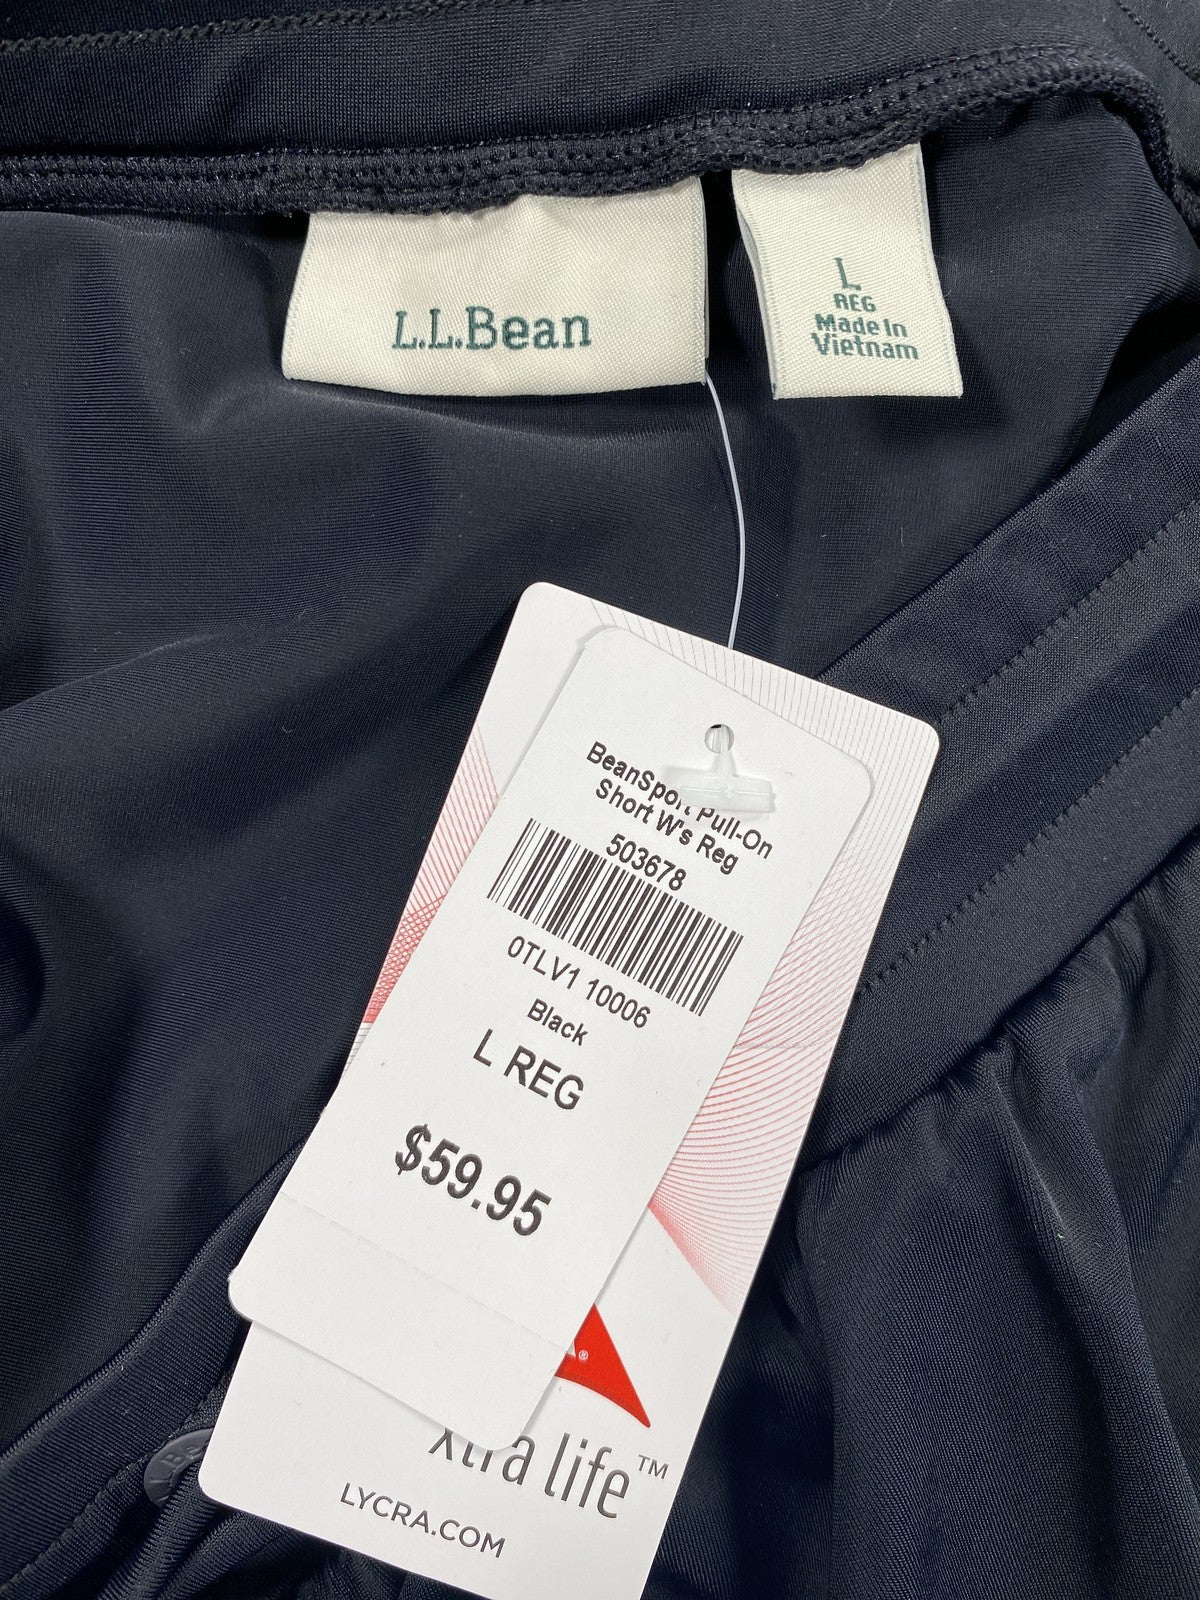 L.L.Bean
L
REG
Made In
Vietnam
BeanSport Pull-On
Short W's Reg
503678
0TLV1 10006
Black
L REG
$59.95
®
xtra life™
LYCRA.COM